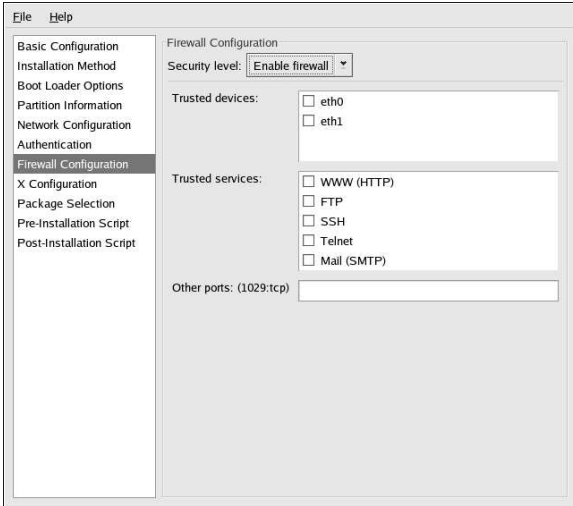 File Help
Basic Configuration
Installation Method
Boot Loader Options
Partition Information
Network Configuration
Authentication
Firewall Configuration
X Configuration
Package Selection
Pre-Installation Script
Post-Installation Script
Firewall Configuration
Security level: Enable firewall
Trusted devices:
eth0
eth1
Trusted services:
WWW (HTTP)
FTP
SSH
Telnet
Mail (SMTP)
Other ports: (1029:tcp)